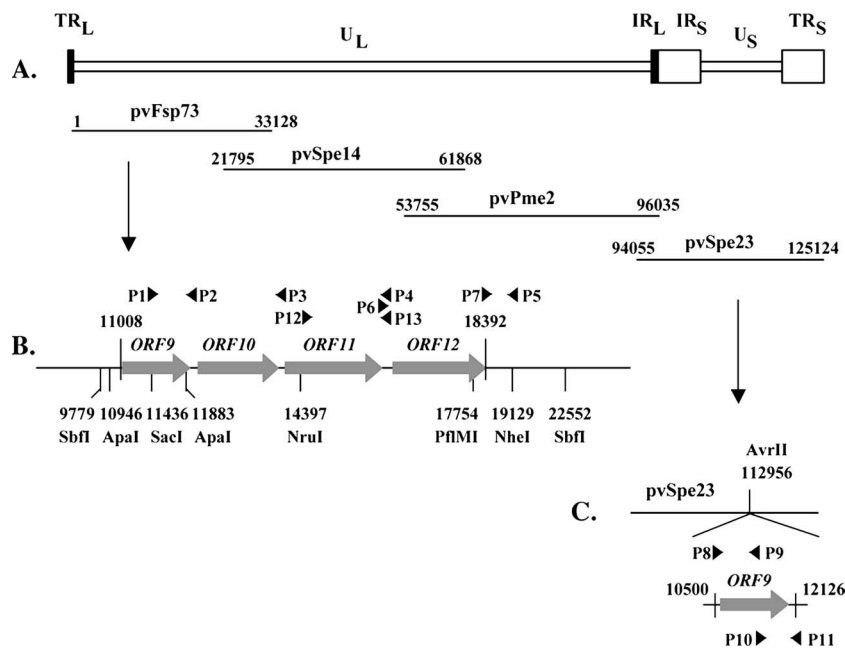 TRL UL IRL IRS US TRS
A.
pvFsp73
1 33128
pvSpe14
21795 61868
pvPme2
53755 96035
pvSpe23
94055 125124
P1 P2 P3 P4 P7 P5
P6
P12 P13
11008 18392
B.
ORF9 ORF10 ORF11 ORF12
9779 10946 11436 11883 14397 17754 19129 22552
SbfI ApaI SacI ApaI NruI PflMI NheI SbfI
AvrII
112956
pvSpe23
C.
P8 P9
10500 ORF9 12126
P10 P11